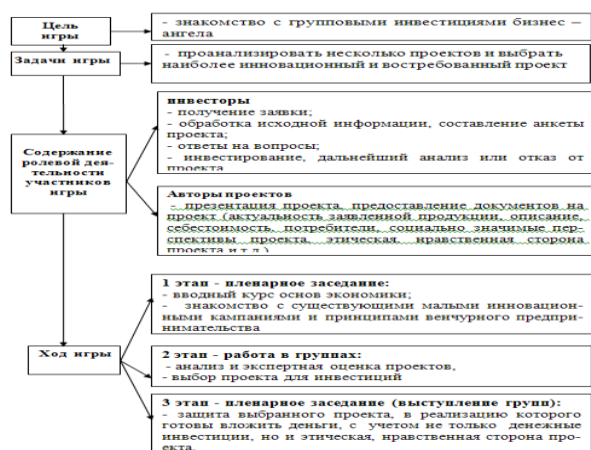 Цель
игры
- знакомство с групповыми инвестициями бизнес –
ангела
Задачи игры
- проанализировать несколько проектов и выбрать
наиболее инновационный и востребованный проект
Содержание
ролевой дея-
тельности
участников
игры
инвесторы
- получение заявки;
- обработка исходной информации, составление анкеты
проекта;
- ответы на вопросы;
- инвестирование, дальнейший анализ или отказ от
проекта
Авторы проектов
- презентация проекта, предоставление документов на
проект (актуальность заявленной продукции, описание,
себестоимость, потребители, социально значимые пер-
спективы проекта, этическая, нравственная сторона
проекта и т.д.)
Ход игры
1 этап - пленарное заседание:
- вводный курс основ экономики;
- знакомство с существующими малыми инновацион-
ными кампаниями и принципами венчурного предпри-
нимательства
2 этап - работа в группах:
- анализ и экспертная оценка проектов,
- выбор проекта для инвестиций
3 этап - пленарное заседание (выступление групп):
- защита выбранного проекта, в реализацию которого
готовы вложить деньги, с учетом не только денежные
инвестиции, но и этическая, нравственная сторона про-
екта.